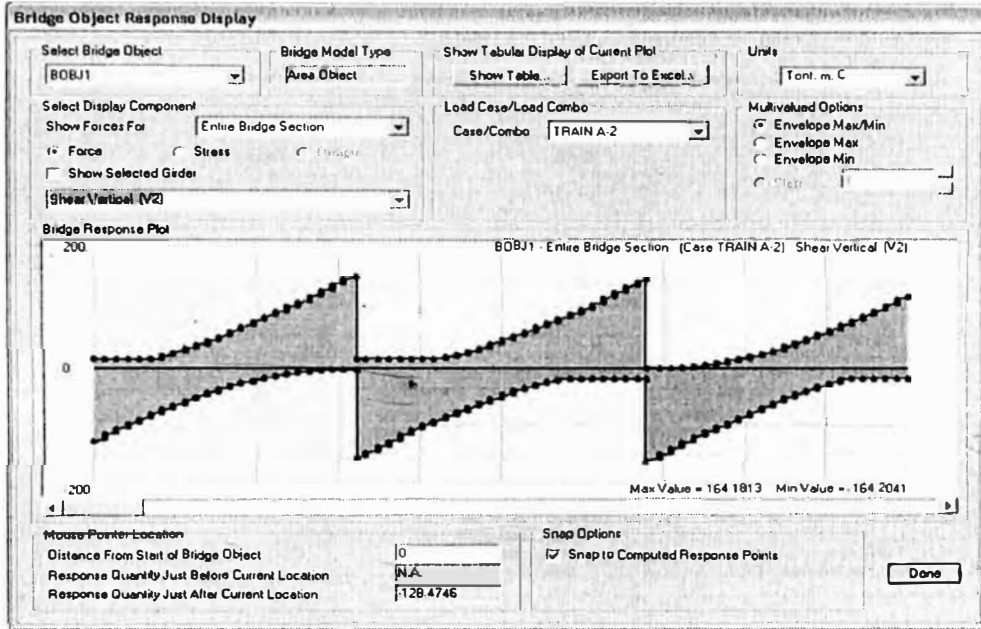 Bridge Object Response Display
Select Bridge Object
BOBJ1
Bridge Model Type
Area Object
Show Tabular Display of Current Plot
Show Table...
Export To Excel...
Units
Tonf, m, C
Select Display Component
Show Forces For
Entire Bridge Section
Force
Stress
Show Selected Girder
Shear Vertical (V2)
Load Case/Load Combo
Case/Combo
TRAIN A-2
Multivalued Options
Envelope Max/Min
Envelope Max
Envelope Min
Bridge Response Plot
200.
BOBJ1 - Entire Bridge Section (Case TRAIN A-2) Shear Vertical (V2)
0.
-200
Max Value = 164.1813 Min Value = -164.2041
Mouse Pointer Location
Distance From Start of Bridge Object
0
Response Quantity Just Before Current Location
N.A.
Response Quantity Just After Current Location
-128.4746
Snap Options
Snap to Computed Response Points
Done